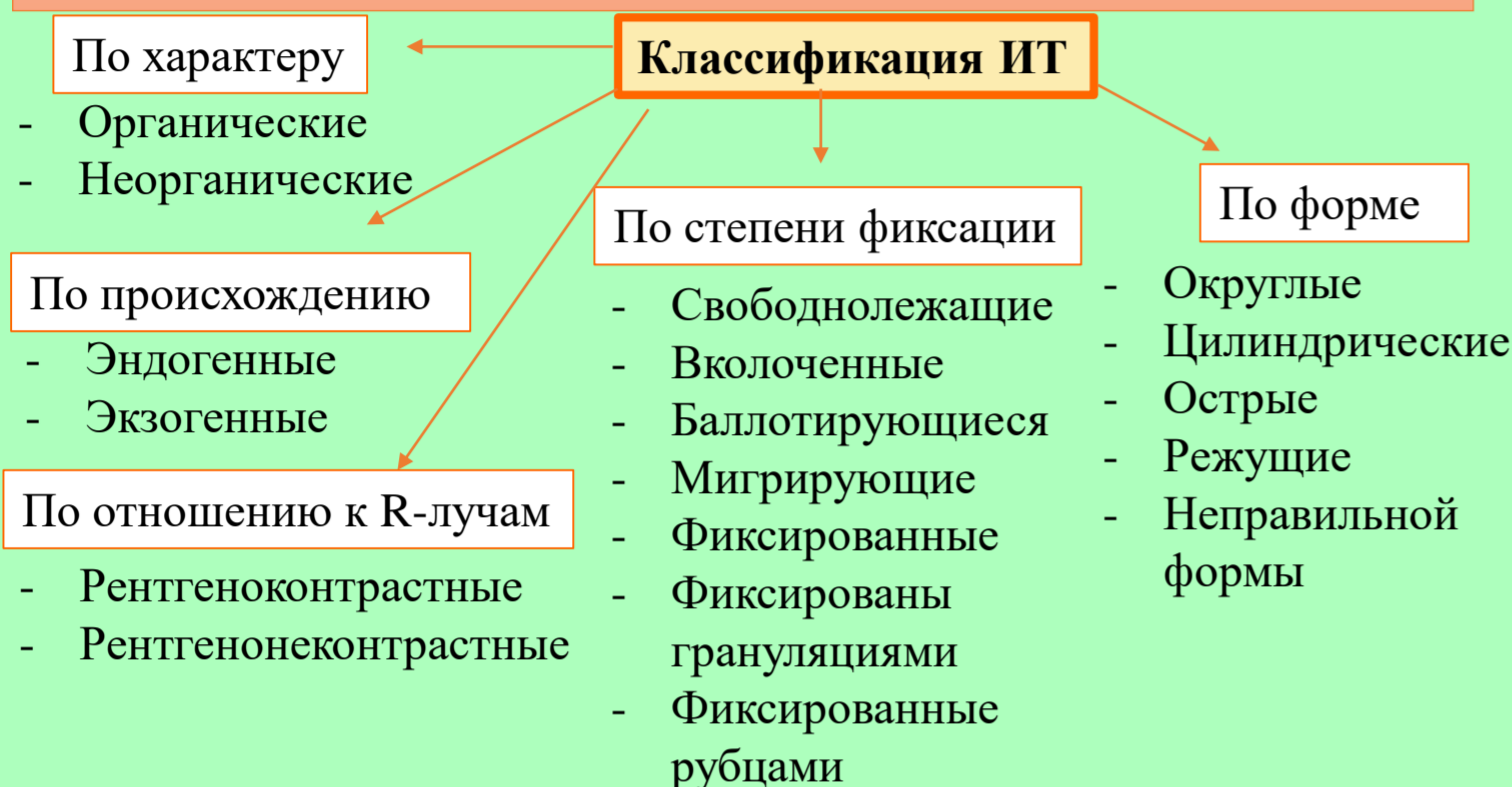 Классификация ИТ
По характеру
- Органические
- Неорганические
По происхождению
- Эндогенные
- Экзогенные
По отношению к R-лучам
- Рентгеноконтрастные
- Рентгенонеконтрастные
По степени фиксации
- Свободнолежащие
- Вколоченные
- Баллотирующиеся
- Мигрирующие
- Фиксированные
- Фиксированы
грануляциями
- Фиксированные
рубцами
По форме
- Округлые
- Цилиндрические
- Острые
- Режущие
- Неправильной
формы